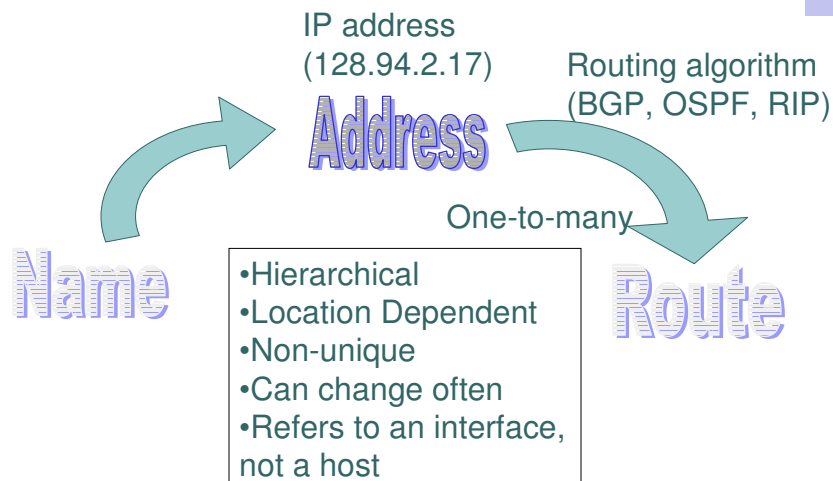 IP address
(128.94.2.17)
Routing algorithm
(BGP, OSPF, RIP)
Address
One-to-many
Name
•Hierarchical
•Location Dependent
•Non-unique
•Can change often
•Refers to an interface,
not a host
Route